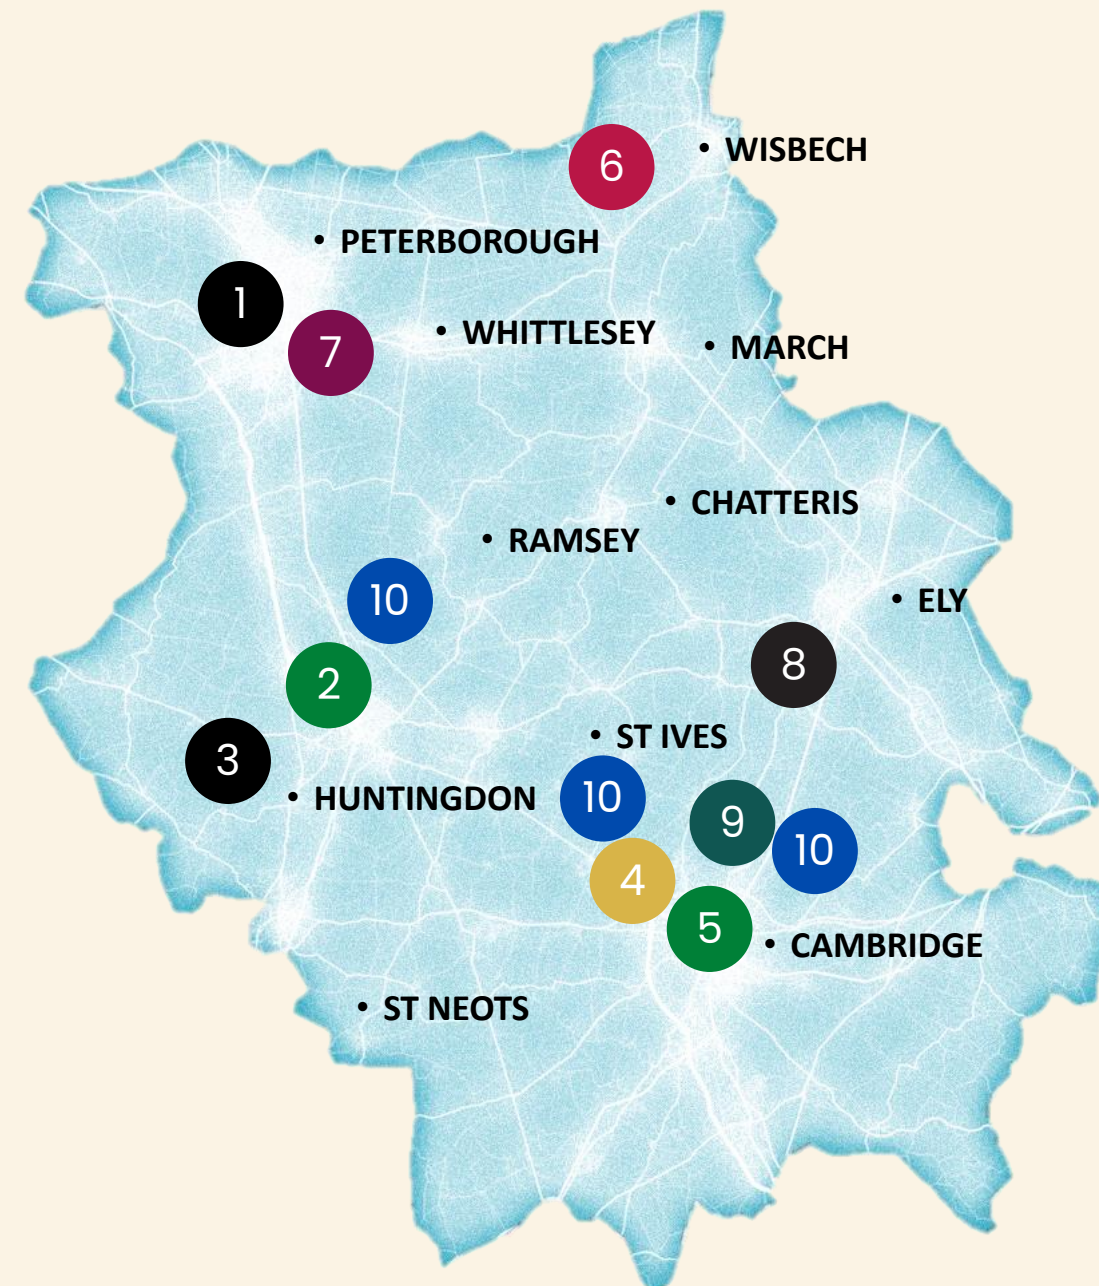 6
• WISBECH
• PETERBOROUGH
1
• WHITTLESEY
7
• MARCH
• CHATTERIS
• RAMSEY
10
• ELY
8
2
• ST IVES
3
• HUNTINGDON
10
9
10
4
5
• CAMBRIDGE
• ST NEOTS